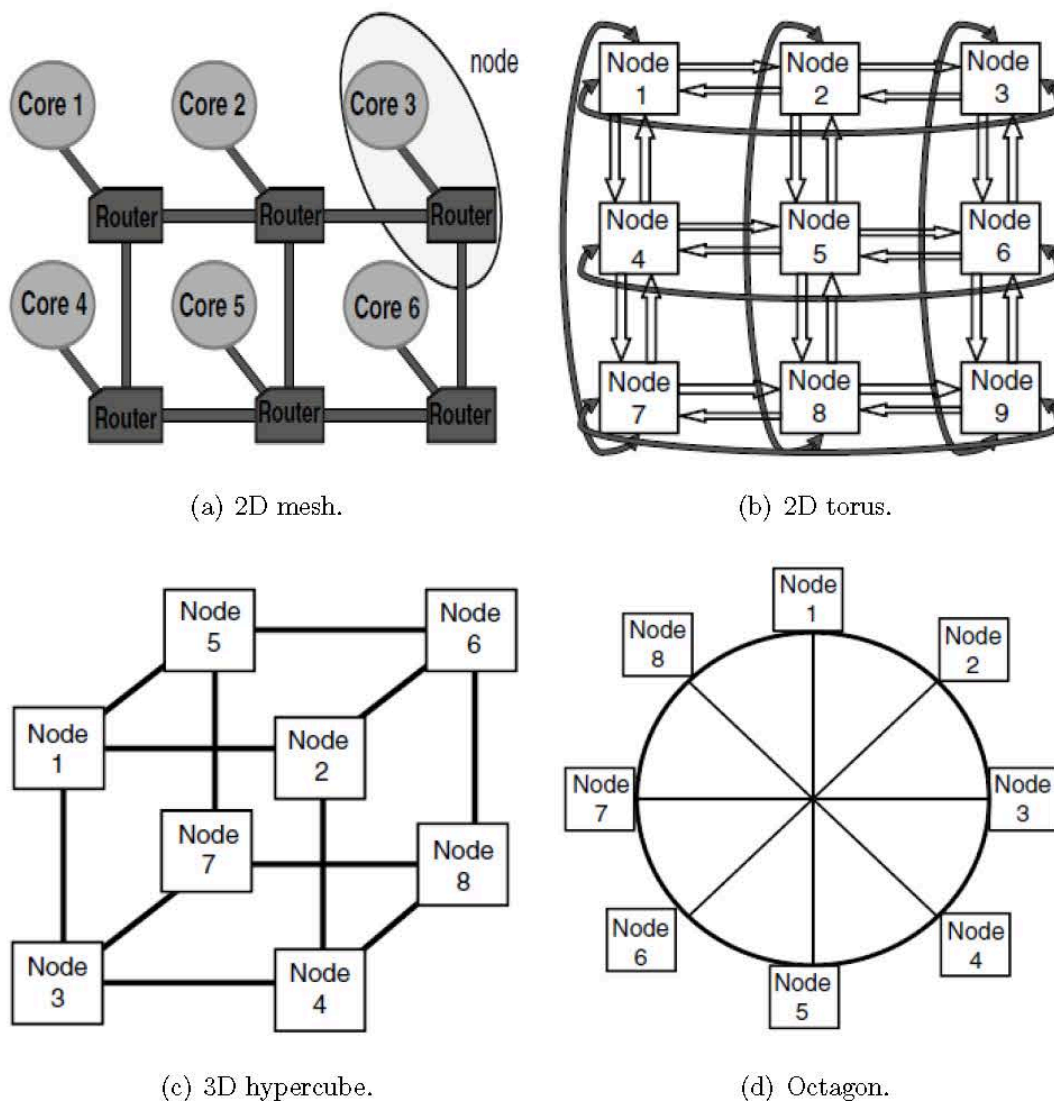 node
Core 1
Core 2
Core 3
Router
Router
Router
Core 4
Core 5
Core 6
Router
Router
Router
(a) 2D mesh.
Node
1
Node
2
Node
3
Node
4
Node
5
Node
6
Node
7
Node
8
Node
9
(b) 2D torus.
Node
5
Node
6
Node
1
Node
2
Node
7
Node
8
Node
3
Node
4
(c) 3D hypercube.
Node
1
Node
8
Node
2
Node
7
Node
3
Node
6
Node
4
Node
5
(d) Octagon.